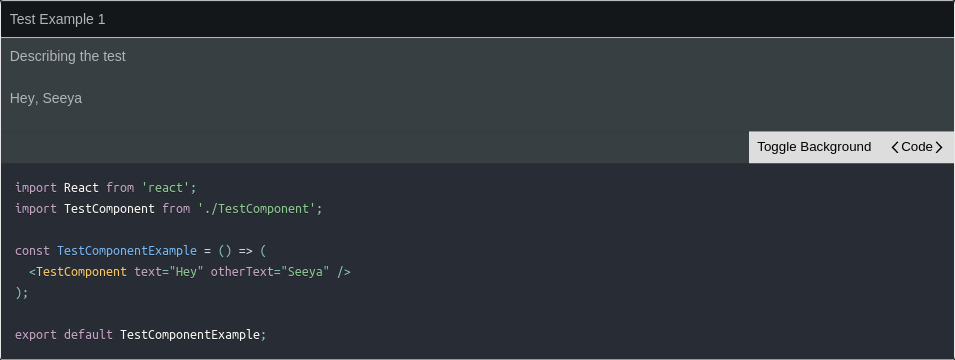 Test Example 1
Describing the test
Hey, Seeya
Toggle Background <Code>
import React from 'react';
import TestComponent from './TestComponent';
const TestComponentExample = () => (
  <TestComponent text="Hey" otherText="Seeya" />
);
export default TestComponentExample;